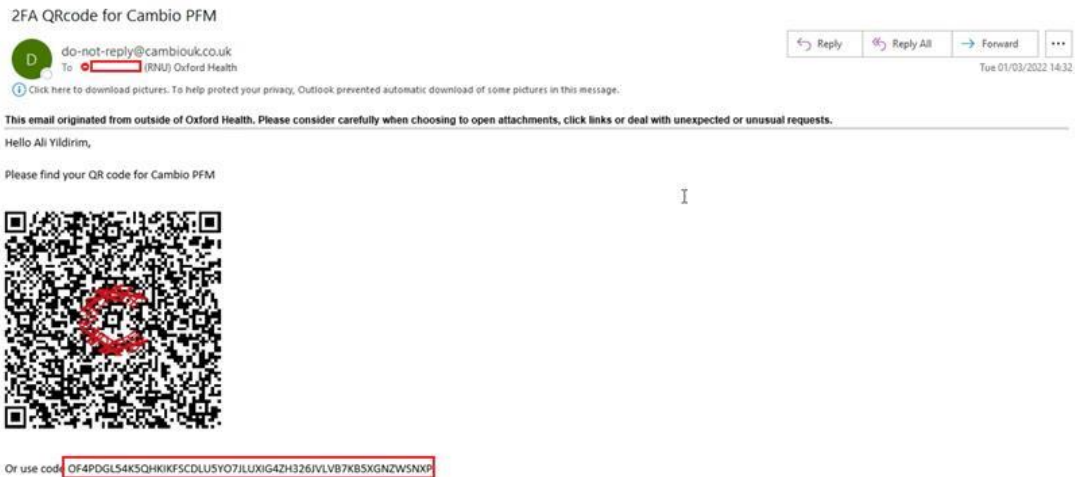 2FA QRcode for Cambio PFM
D
do-not-reply@cambiouk.co.uk
To (RNU) Oxford Health
Reply
Reply All
Forward
Tue 01/03/2022 14:32
Click here to download pictures. To help protect your privacy, Outlook prevented automatic download of some pictures in this message.
This email originated from outside of Oxford Health. Please consider carefully when choosing to open attachments, click links or deal with unexpected or unusual requests.
Hello Ali Yildirim,
Please find your QR code for Cambio PFM
Or use code OF4PDGL54K5QHKIKFSCDLU5YO7JLUXIG4ZH326JVLVB7KB5XGNZWSNXP